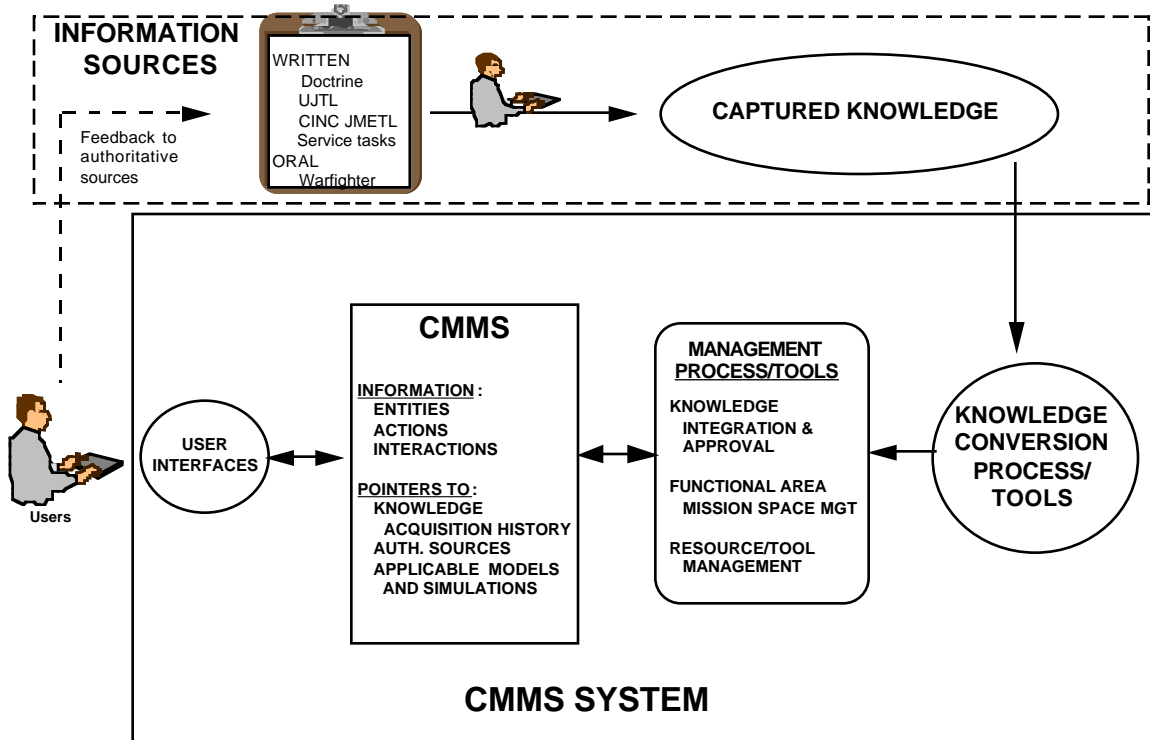 INFORMATION
SOURCES
WRITTEN
Doctrine
UJTL
CINC JMETL
Service tasks
ORAL
Warfighter
CAPTURED KNOWLEDGE
Feedback to
authoritative
sources
CMMS
INFORMATION :
ENTITIES
ACTIONS
INTERACTIONS
POINTERS TO :
KNOWLEDGE
ACQUISITION HISTORY
AUTH. SOURCES
APPLICABLE MODELS
AND SIMULATIONS
MANAGEMENT
PROCESS/TOOLS
KNOWLEDGE
INTEGRATION &
APPROVAL
FUNCTIONAL AREA
MISSION SPACE MGT
RESOURCE/TOOL
MANAGEMENT
KNOWLEDGE
CONVERSION
PROCESS/
TOOLS
USER
INTERFACES
Users
CMMS SYSTEM